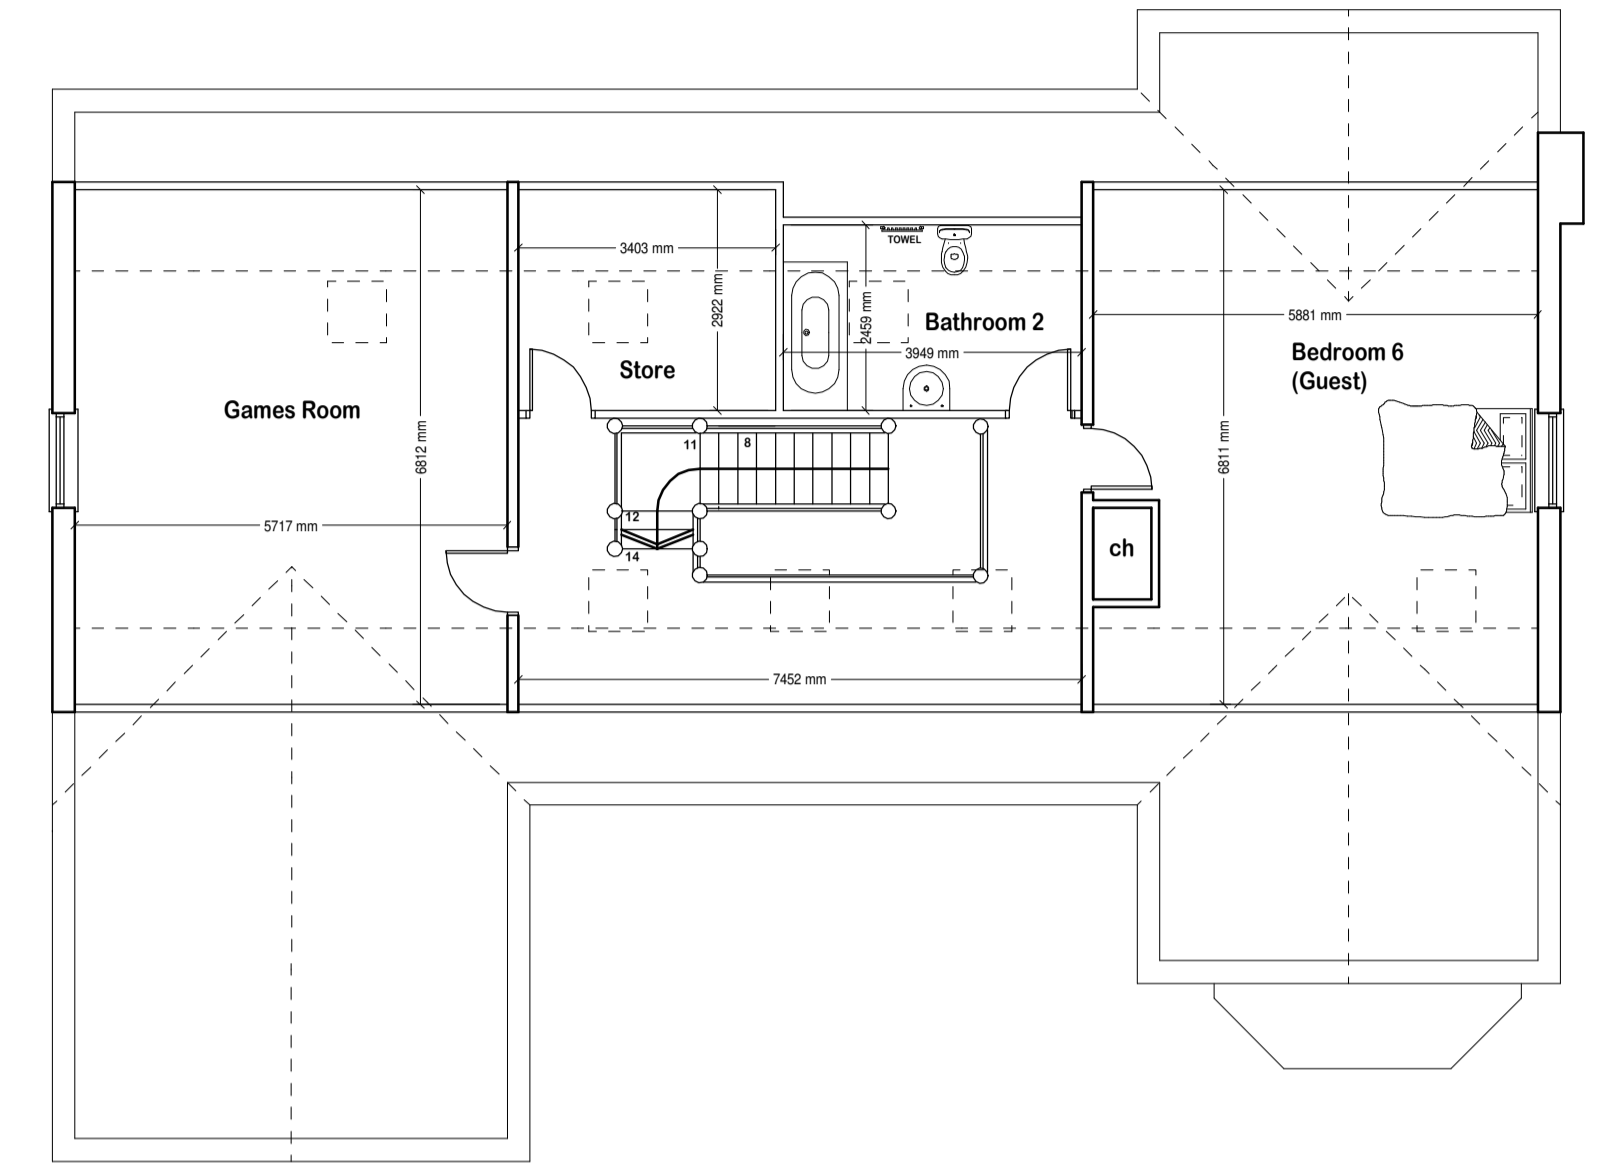 TOWEL
3403 mm
2922 mm
2459 mm
5881 mm
Bathroom 2
3949 mm
Bedroom 6
(Guest)
Store
Games Room
6812 mm
11
8
6811 mm
12
5717 mm
14
ch
7452 mm